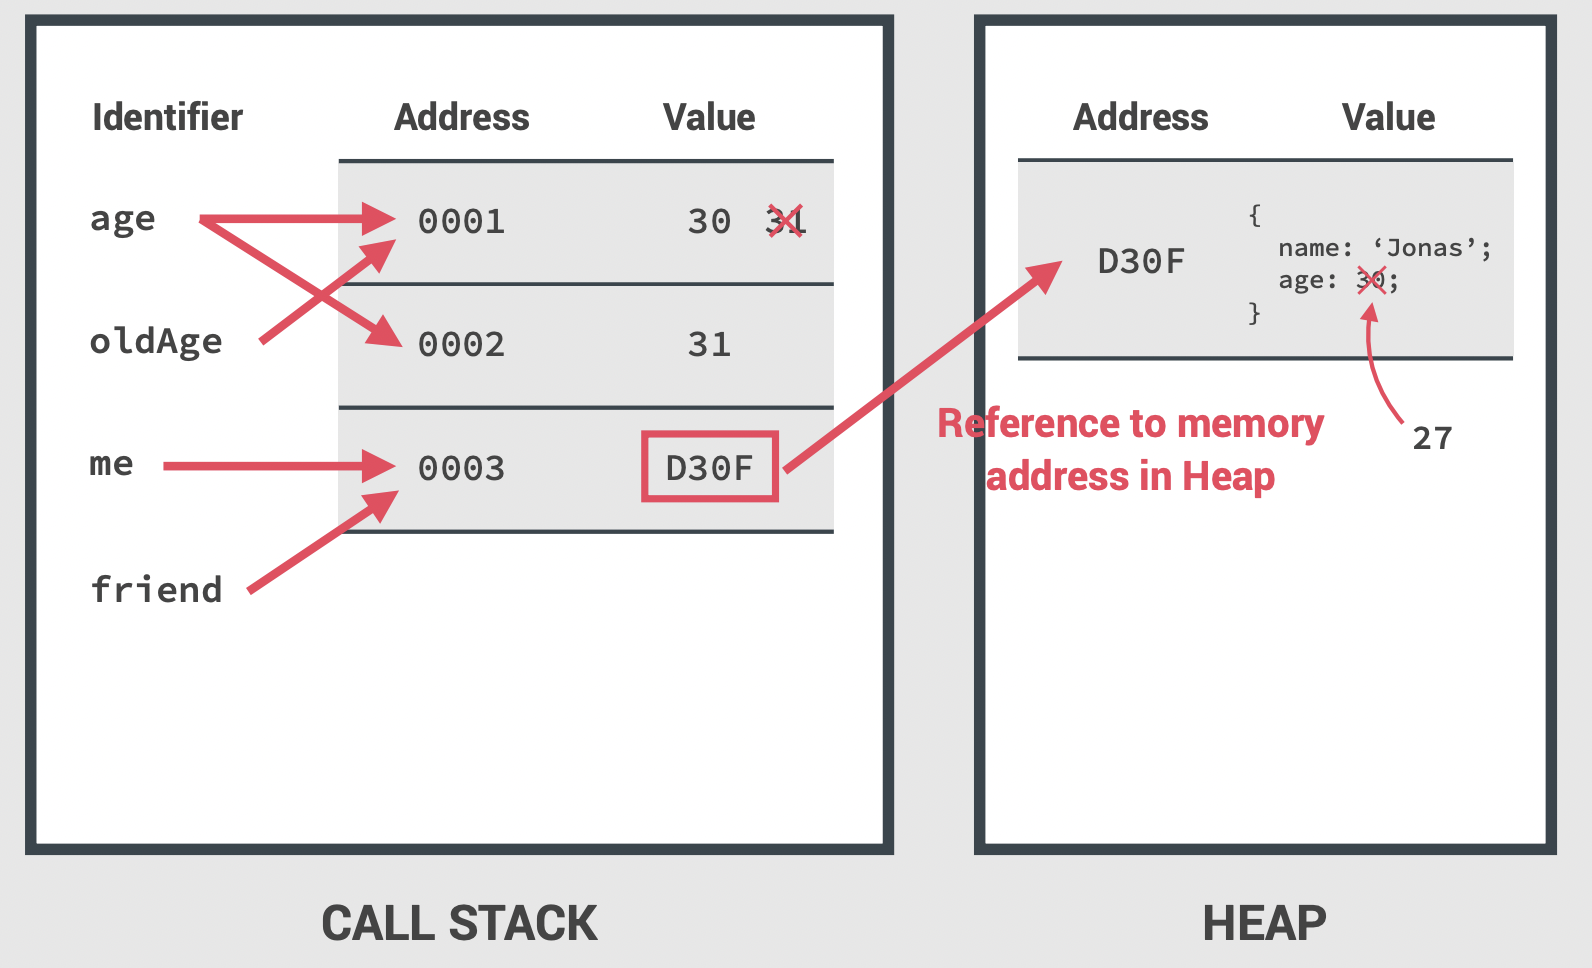 Identifier Address Value
age 0001 30 31
oldAge 0002 31
me 0003 D30F
friend
CALL STACK
Address Value
D30F
{
name: ‘Jonas’;
age: 30;
}
27
Reference to memory
address in Heap
HEAP